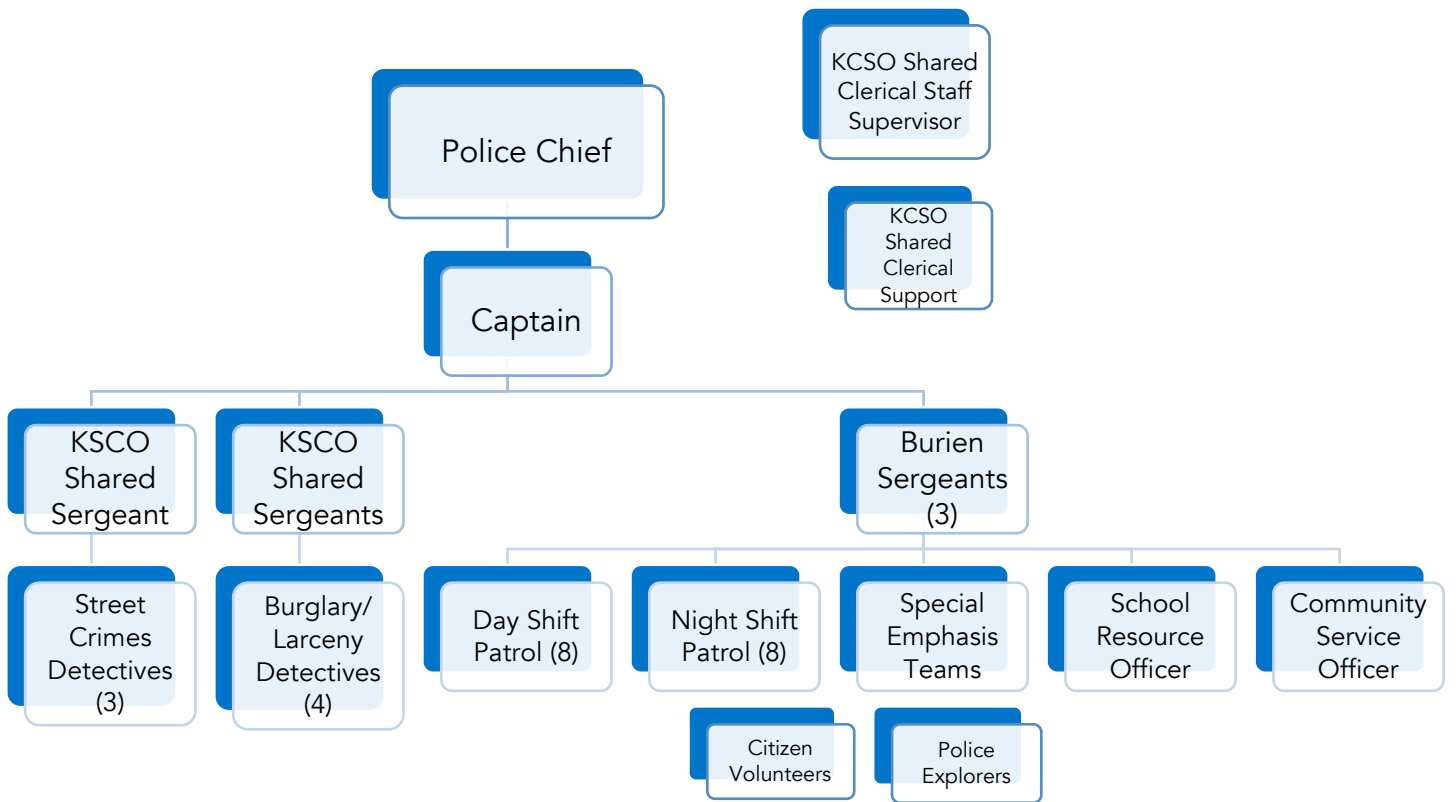 KCSO Shared
Clerical Staff
Supervisor
Police Chief
KCSO
Shared
Clerical
Support
Captain
KSCO
Shared
Sergeant
KSCO
Shared
Sergeants
Burien
Sergeants
(3)
Street
Crimes
Detectives
(3)
Burglary/
Larceny
Detectives
(4)
Day Shift
Patrol (8)
Night Shift
Patrol (8)
Special
Emphasis
Teams
School
Resource
Officer
Community
Service
Officer
Citizen
Volunteers
Police
Explorers